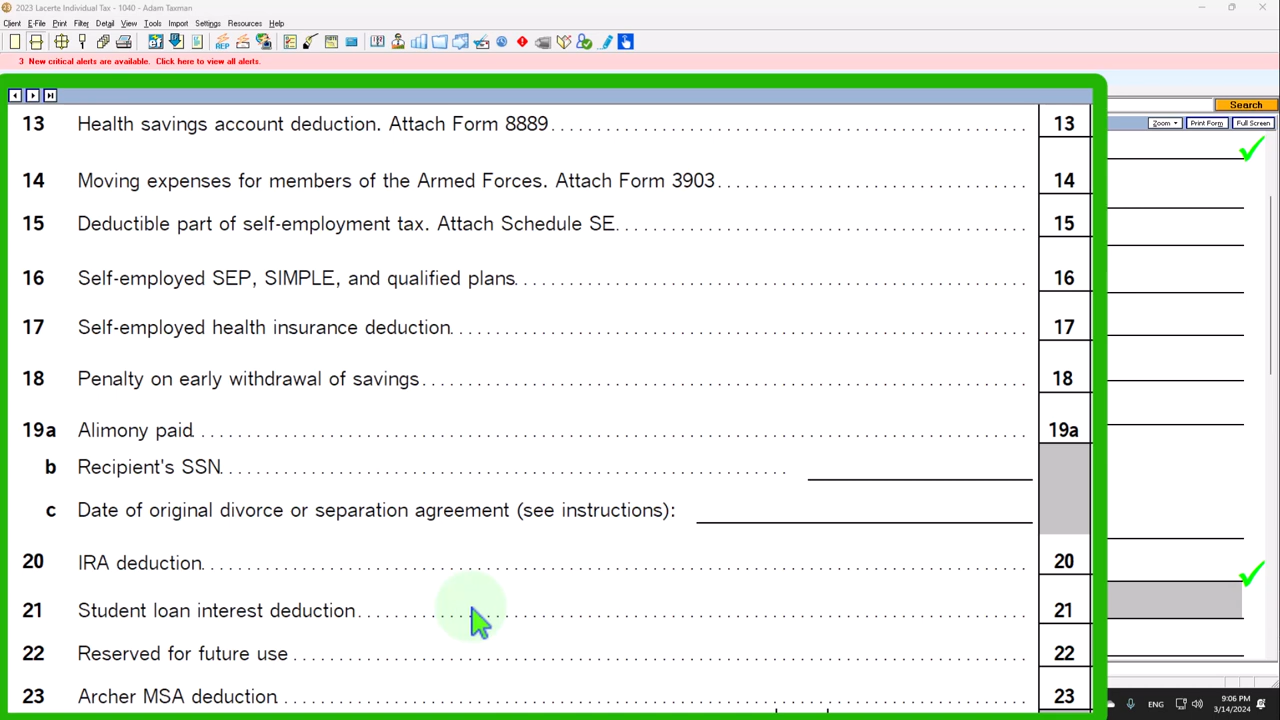 2023 Lacerte Individual Tax - 1040 - Adam Taxman
Client E-File Print Filter Detail View Tools Import Settings Resources Help
REP
3 New critical alerts are available. Click here to view all alerts.
Search
Zoom Print Form Full Screen
13 Health savings account deduction. Attach Form 8889 13
14 Moving expenses for members of the Armed Forces. Attach Form 3903 14
15 Deductible part of self-employment tax. Attach Schedule SE 15
16 Self-employed SEP, SIMPLE, and qualified plans 16
17 Self-employed health insurance deduction 17
18 Penalty on early withdrawal of savings 18
19a Alimony paid 19a
b Recipient's SSN
c Date of original divorce or separation agreement (see instructions):
20 IRA deduction 20
21 Student loan interest deduction 21
22 Reserved for future use 22
23 Archer MSA deduction 23
ENG
9:06 PM
3/14/2024